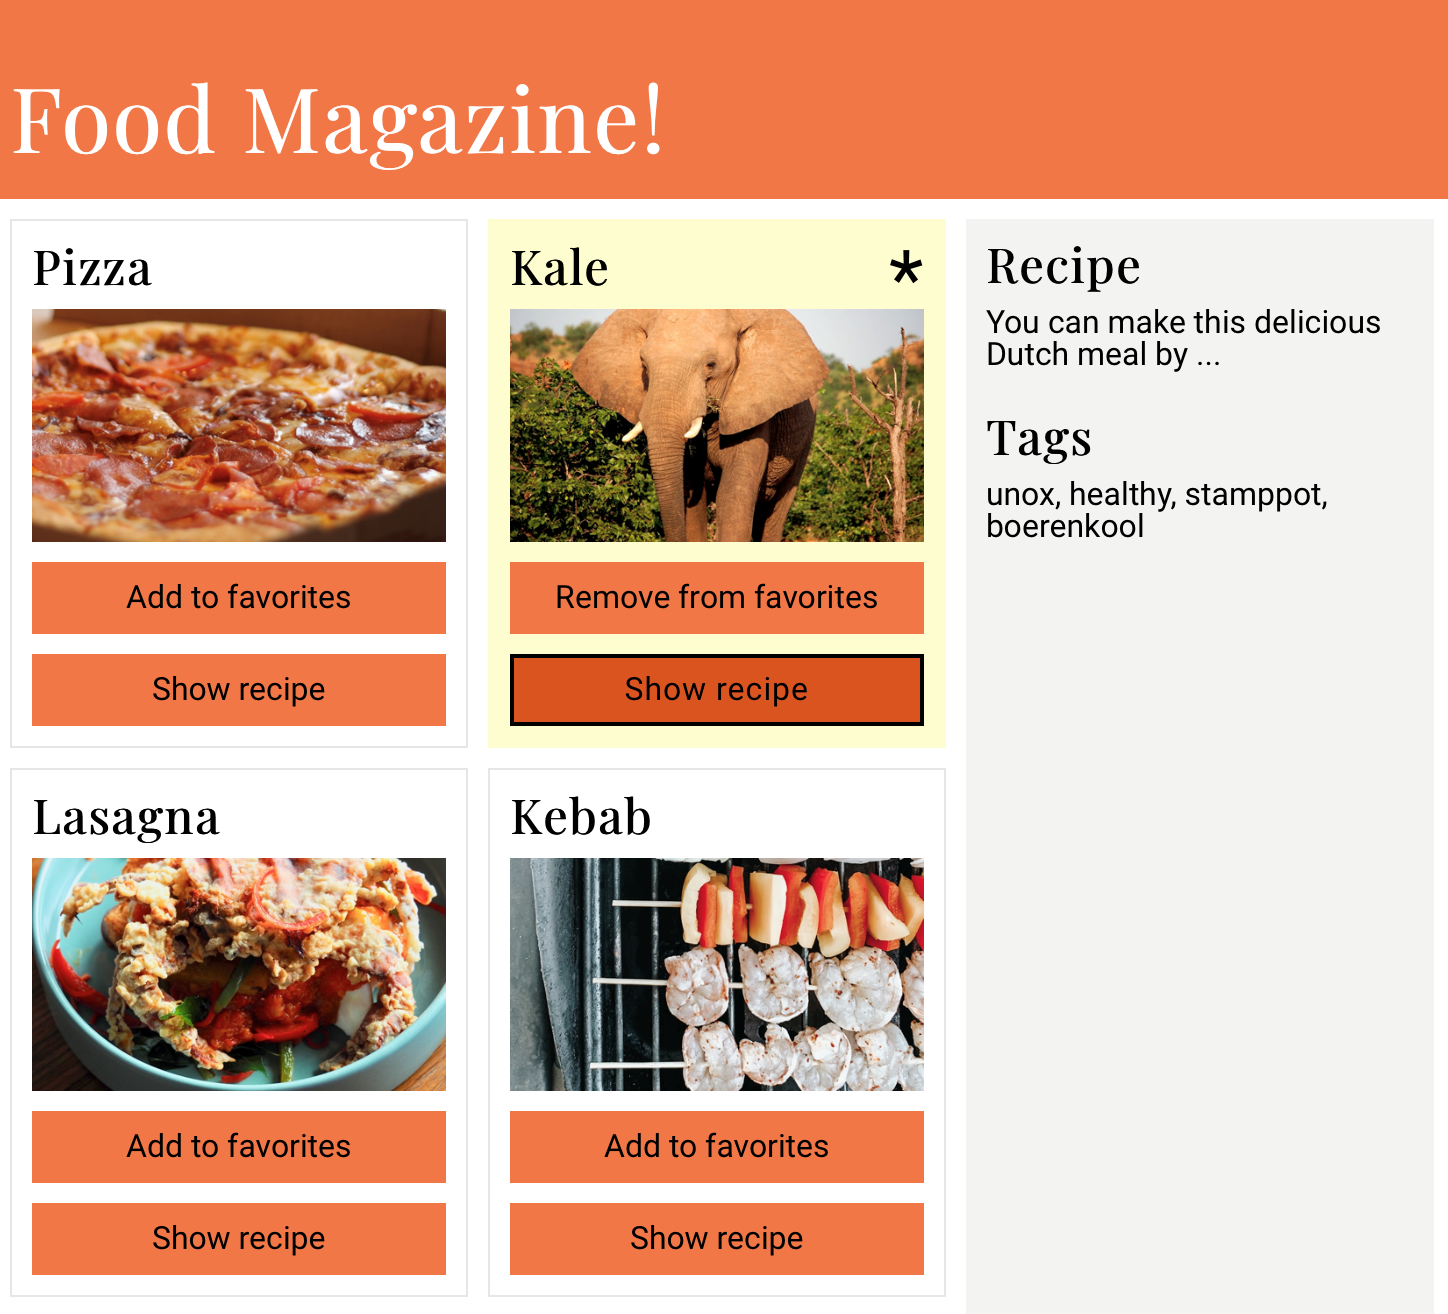 Food Magazine!
Pizza
Add to favorites
Show recipe
Kale *
Remove from favorites
Show recipe
Lasagna
Add to favorites
Show recipe
Kebab
Add to favorites
Show recipe
Recipe
You can make this delicious
Dutch meal by ...
Tags
unox, healthy, stamppot,
boerenkool